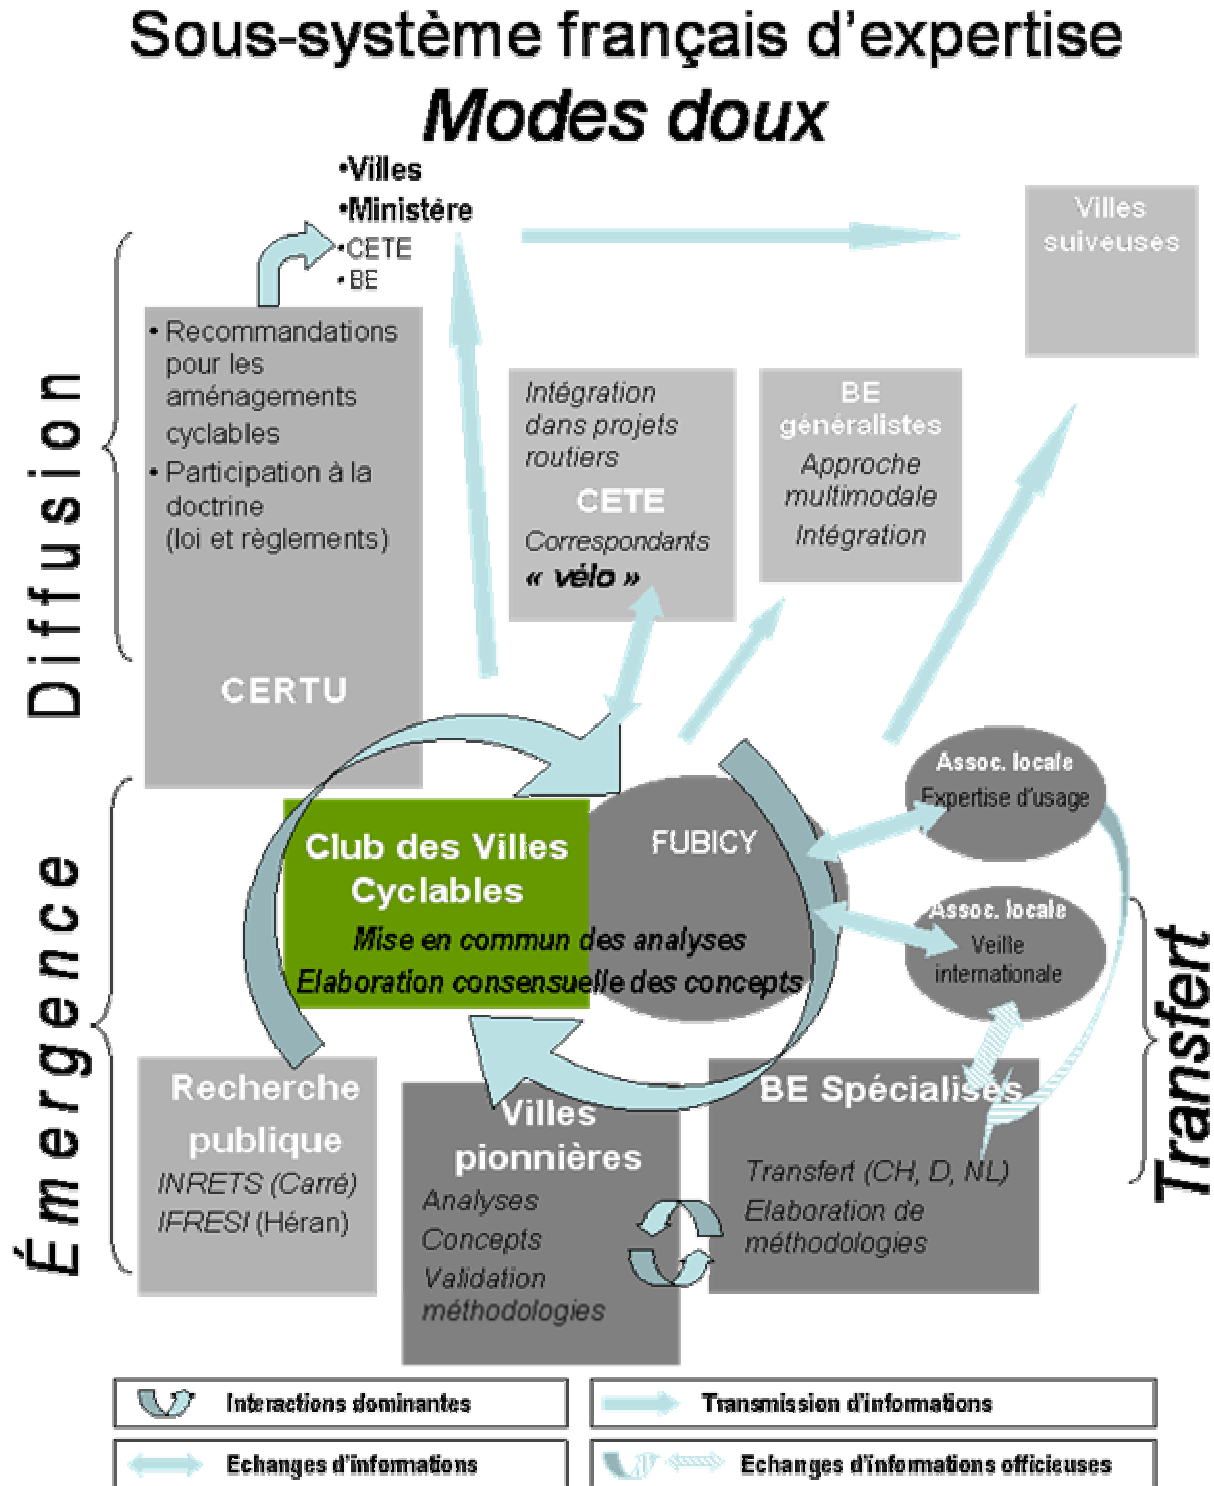 Sous-système français d'expertise
Modes doux
•Villes
•Ministére
•CETE
•BE
Villes
suiveuses
Diffusion
• Recommandations
pour les
aménagements
cyclables
• Participation à la
doctrine
(loi et règlements)
CERTU
Intégration
dans projets
routiers
CETE
Correspondants
« vélo »
BE
généralistes
Approche
multimodale
Intégration
Émergence
Club des Villes
Cyclables
FUBICY
Mise en commun des analyses
Elaboration consensuelle des concepts
Assoc. locale
Expertise d'usage
Assoc. locale
Veille
internationale
Transfert
Recherche
publique
INRETS (Carré)
IFRESI (Héran)
Villes
pionnières
Analyses
Concepts
Validation
méthodologies
BE Spécialisés
Transfert (CH, D, NL)
Elaboration de
méthodologies
Interactions dominantes
Transmission d'informations
Echanges d'informations
Echanges d'informations officieuses